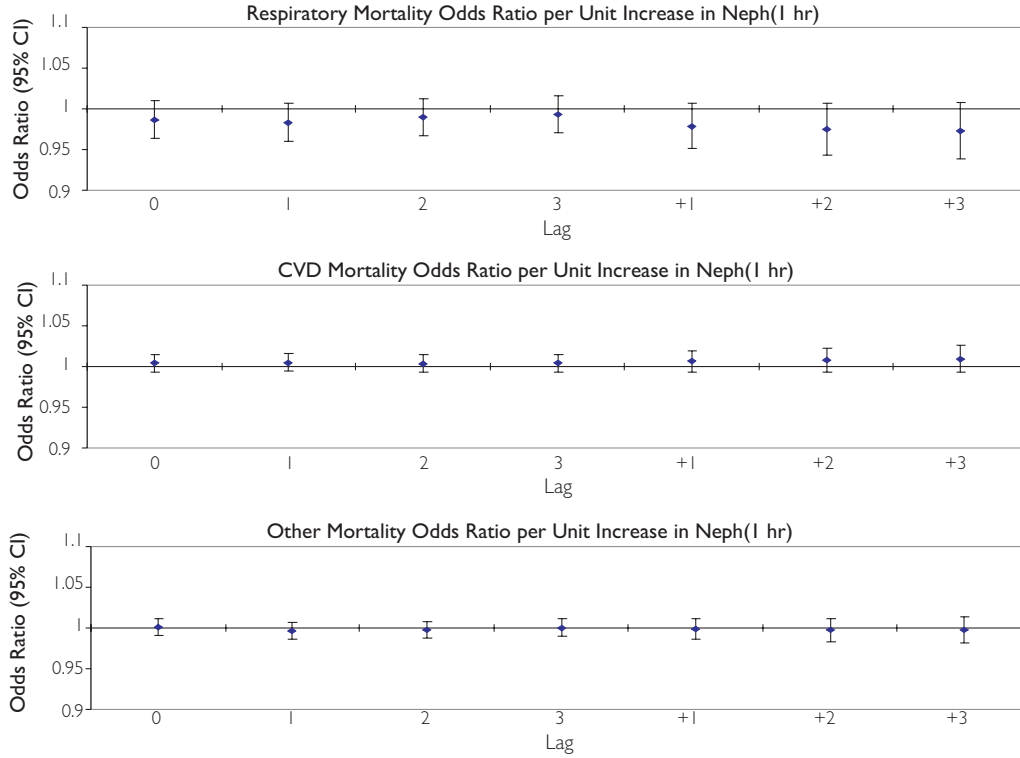 Respiratory Mortality Odds Ratio per Unit Increase in Neph(1 hr)
Odds Ratio (95% CI)
1.1
1.05
1
0.95
0.9
0 1 2 3 +1 +2 +3
Lag
CVD Mortality Odds Ratio per Unit Increase in Neph(1 hr)
Odds Ratio (95% CI)
1.1
1.05
1
0.95
0.9
0 1 2 3 +1 +2 +3
Lag
Other Mortality Odds Ratio per Unit Increase in Neph(1 hr)
Odds Ratio (95% CI)
1.1
1.05
1
0.95
0.9
0 1 2 3 +1 +2 +3
Lag